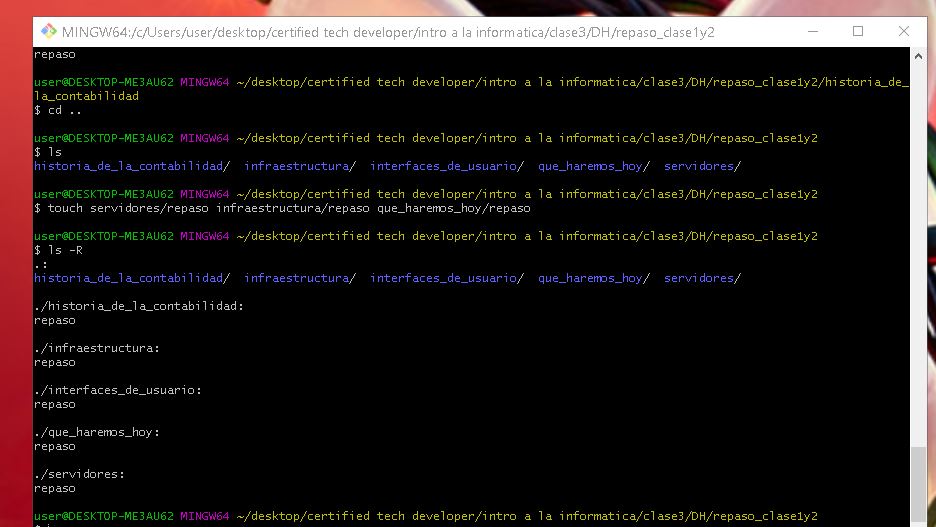 MINGW64:/c/Users/user/desktop/certified tech developer/intro a la informatica/clase3/DH/repaso_clase1y2
repaso
user@DESKTOP-ME3AU62 MINGW64 ~/desktop/certified tech developer/intro a la informatica/clase3/DH/repaso_clase1y2/historia_de_
la_contabilidad
$ cd ..
user@DESKTOP-ME3AU62 MINGW64 ~/desktop/certified tech developer/intro a la informatica/clase3/DH/repaso_clase1y2
$ ls
historia_de_la_contabilidad/ infraestructura/ interfaces_de_usuario/ que_haremos_hoy/ servidores/
user@DESKTOP-ME3AU62 MINGW64 ~/desktop/certified tech developer/intro a la informatica/clase3/DH/repaso_clase1y2
$ touch servidores/repaso infraestructura/repaso que_haremos_hoy/repaso
user@DESKTOP-ME3AU62 MINGW64 ~/desktop/certified tech developer/intro a la informatica/clase3/DH/repaso_clase1y2
$ ls -R
.:
historia_de_la_contabilidad/ infraestructura/ interfaces_de_usuario/ que_haremos_hoy/ servidores/
./historia_de_la_contabilidad:
repaso
./infraestructura:
repaso
./interfaces_de_usuario:
repaso
./que_haremos_hoy:
repaso
./servidores:
repaso
user@DESKTOP-ME3AU62 MINGW64 ~/desktop/certified tech developer/intro a la informatica/clase3/DH/repaso_clase1y2